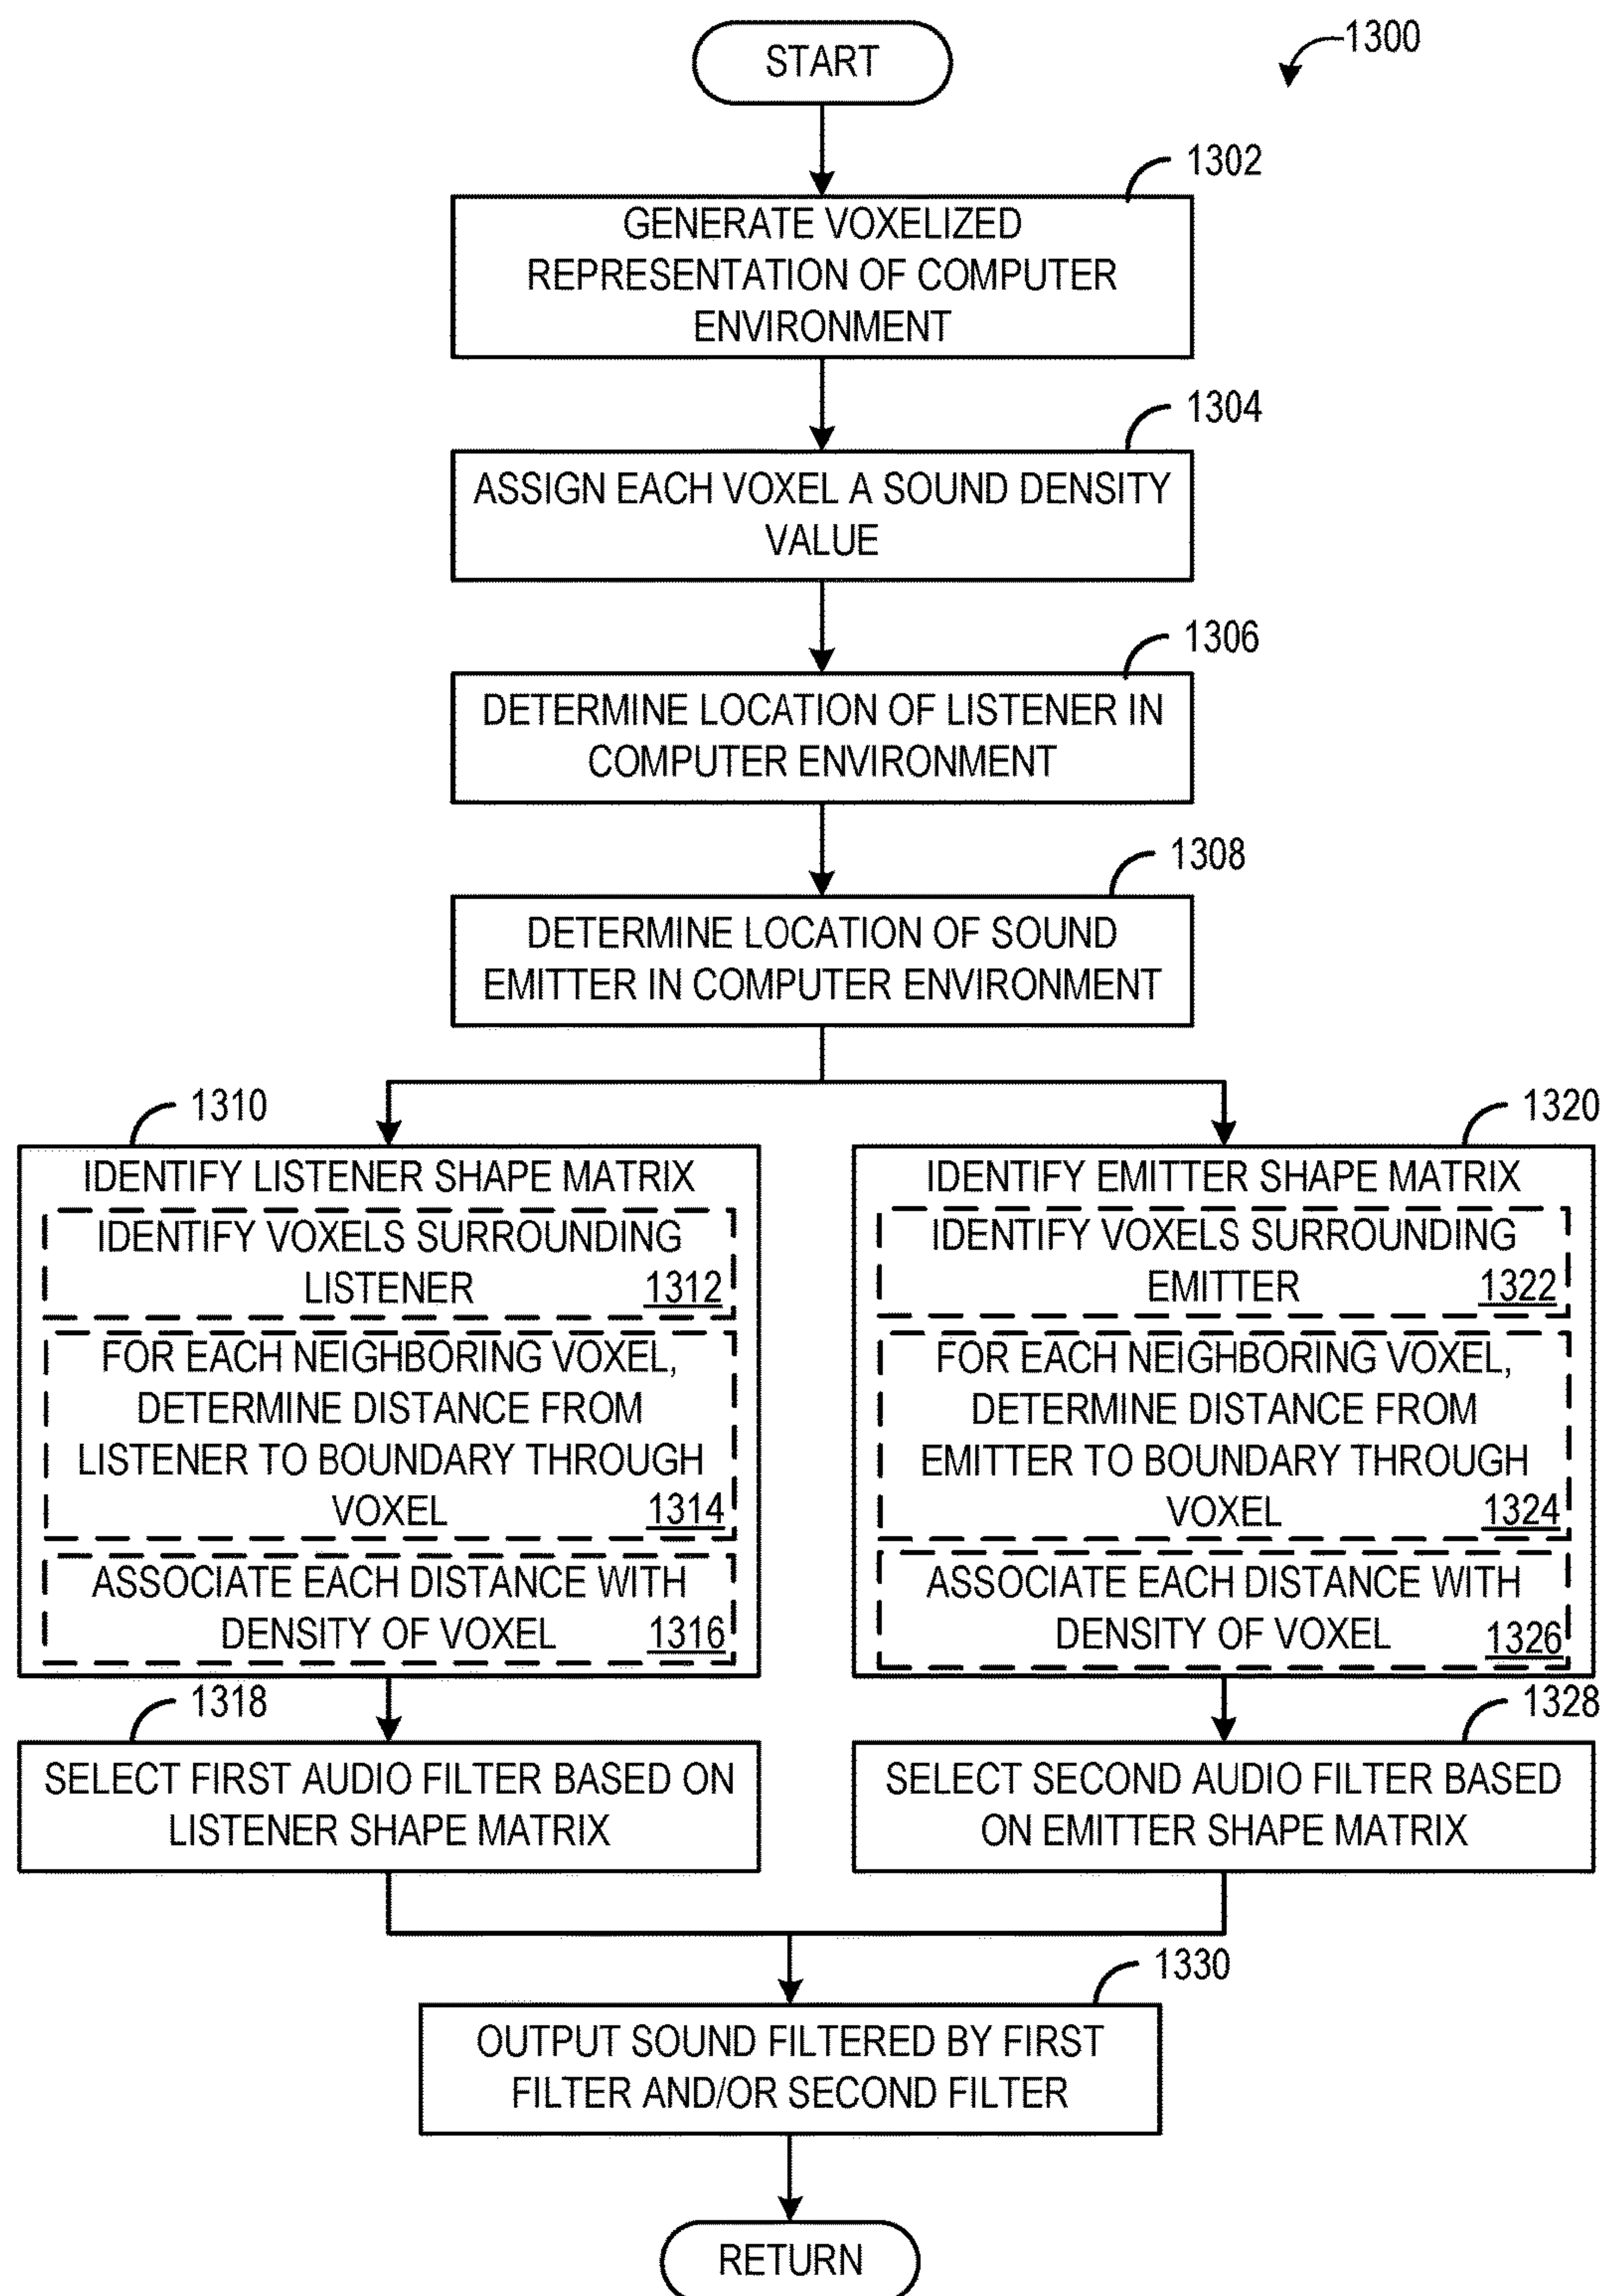 START
1300
1302
GENERATE VOXELIZED
REPRESENTATION OF COMPUTER
ENVIRONMENT
1304
ASSIGN EACH VOXEL A SOUND DENSITY
VALUE
1306
DETERMINE LOCATION OF LISTENER IN
COMPUTER ENVIRONMENT
1308
DETERMINE LOCATION OF SOUND
EMITTER IN COMPUTER ENVIRONMENT
1310
IDENTIFY LISTENER SHAPE MATRIX
IDENTIFY VOXELS SURROUNDING
LISTENER 1312
FOR EACH NEIGHBORING VOXEL,
DETERMINE DISTANCE FROM
LISTENER TO BOUNDARY THROUGH
VOXEL 1314
ASSOCIATE EACH DISTANCE WITH
DENSITY OF VOXEL 1316
1318
SELECT FIRST AUDIO FILTER BASED ON
LISTENER SHAPE MATRIX
1320
IDENTIFY EMITTER SHAPE MATRIX
IDENTIFY VOXELS SURROUNDING
EMITTER 1322
FOR EACH NEIGHBORING VOXEL,
DETERMINE DISTANCE FROM
EMITTER TO BOUNDARY THROUGH
VOXEL 1324
ASSOCIATE EACH DISTANCE WITH
DENSITY OF VOXEL 1326
1328
SELECT SECOND AUDIO FILTER BASED
ON EMITTER SHAPE MATRIX
1330
OUTPUT SOUND FILTERED BY FIRST
FILTER AND/OR SECOND FILTER
RETURN